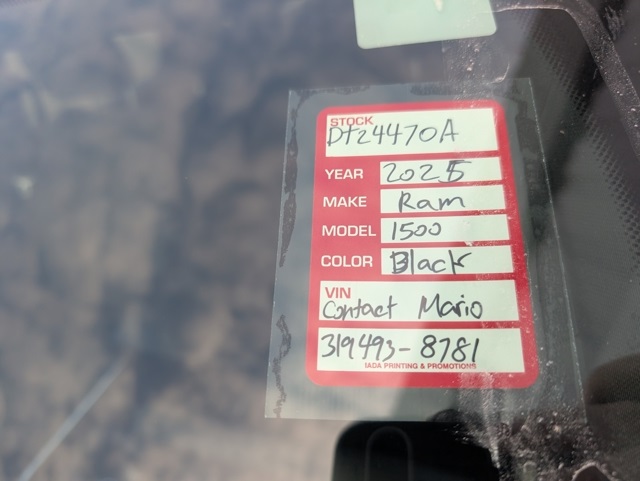 STOCK
Dt24470A
YEAR 2025
MAKE Ram
MODEL 1500
COLOR Black
VIN
Contact Mario
319493-8781
IADA PRINTING & PROMOTIONS